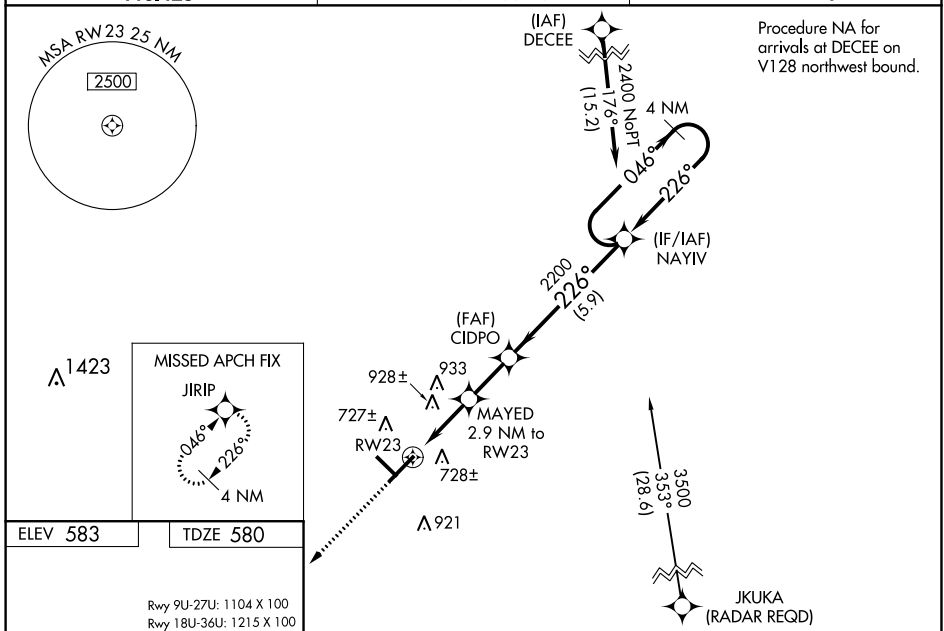 MSA RW 23 25 NM
2500
(IAF)
DECEE
2400 NoPT
176°
(15.2)
Procedure NA for
arrivals at DECEE on
V128 northwest bound.
4 NM
046°
226°
(IF/IAF)
NAYIV
2200
226°
(5.9)
(FAF)
CIDPO
1423
MISSED APCH FIX
JIRIP
046°
226°
4 NM
933
928±
727±
MAYED
2.9 NM to
RW23
RW23
728±
921
3500
353°
(28.6)
JKUKA
(RADAR REQD)
ELEV 583
TDZE 580
Rwy 9U-27U: 1104 X 100
Rwy 18U-36U: 1215 X 100